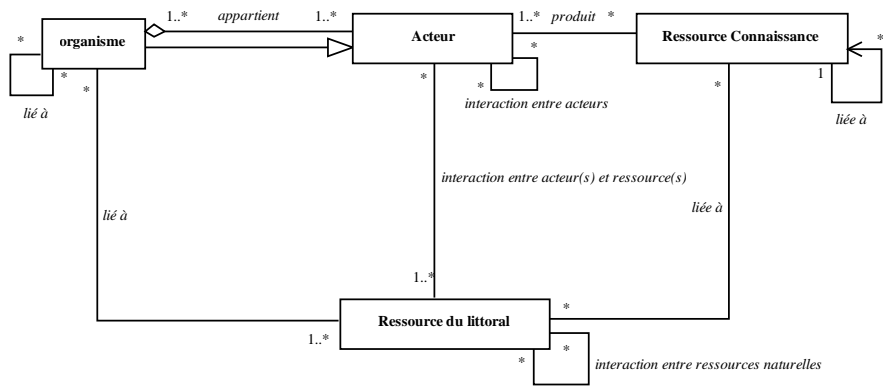 1..* appartient 1..*
1..* produit *
organisme
Acteur
Ressource Connaissance
* * *
lié à
* *
interaction entre acteurs
* 1 *
liée à
*
interaction entre acteur(s) et ressource(s)
lié à
liée à
1..*
1..*
Ressource du littoral
*
* *
interaction entre ressources naturelles